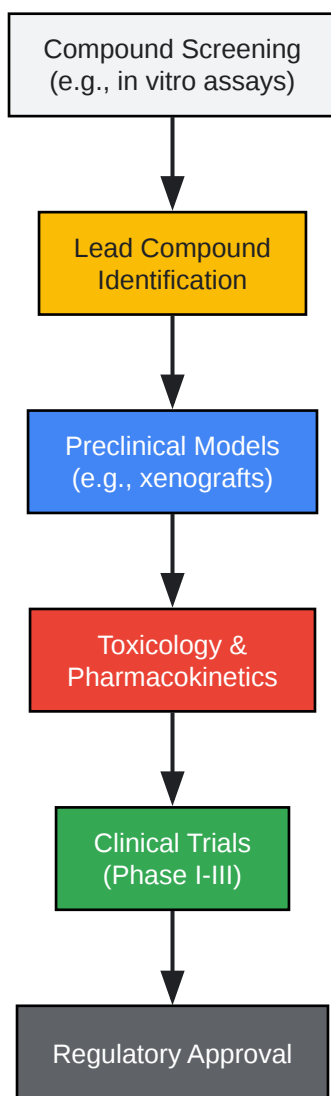 Compound Screening
(e.g., in vitro assays)
Lead Compound
Identification
Preclinical Models
(e.g., xenografts)
Toxicology &
Pharmacokinetics
Clinical Trials
(Phase I-III)
Regulatory Approval